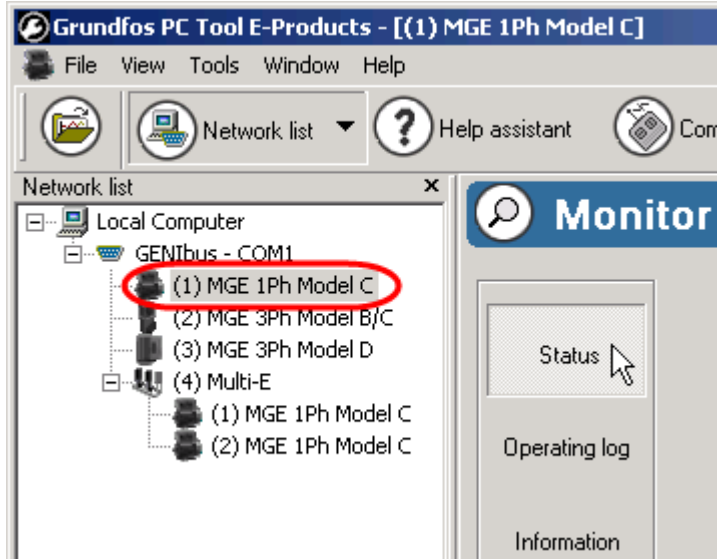 Grundfos PC Tool E-Products - [(1) MGE 1Ph Model C]
File View Tools Window Help
Network list Help assistant
Network list x
Monitor
Local Computer
GENIbus - COM1
(1) MGE 1Ph Model C
(2) MGE 3Ph Model B/C
(3) MGE 3Ph Model D
(4) Multi-E
(1) MGE 1Ph Model C
(2) MGE 1Ph Model C
Status
Operating log
Information